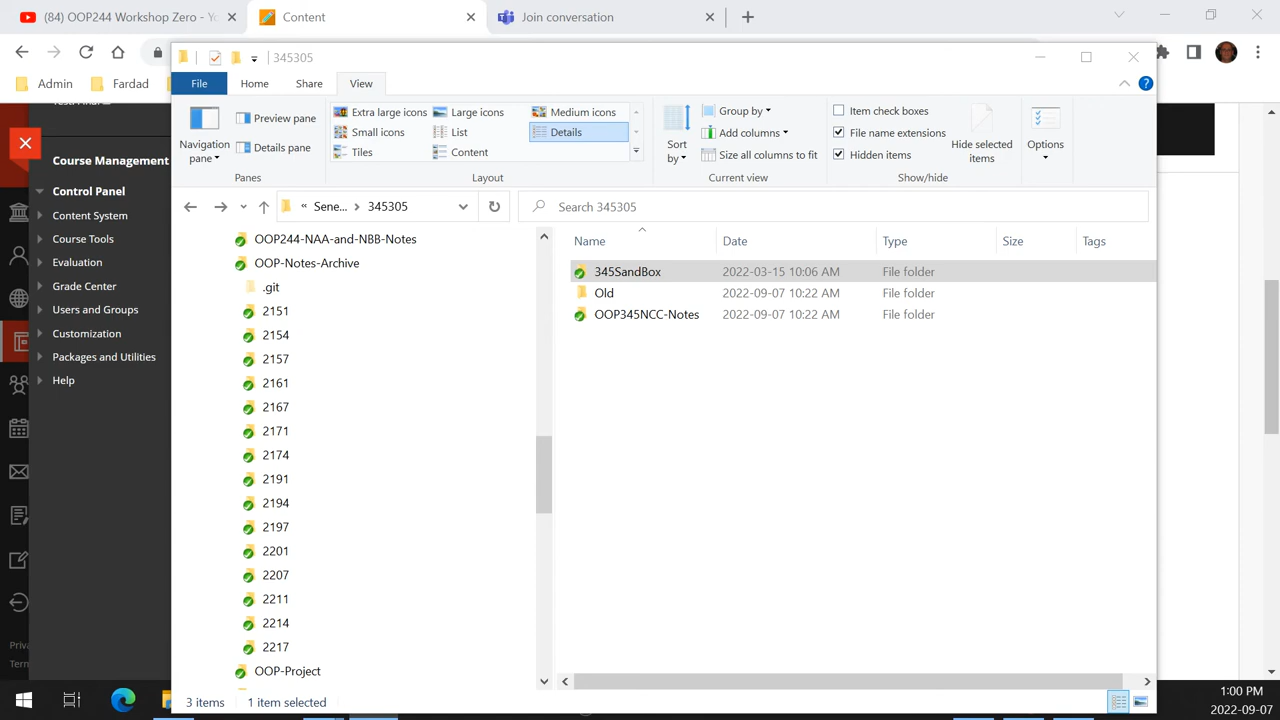 (84) OOP244 Workshop Zero - Yo
Content
Join conversation
Admin
Fardad
345305
File
Home
Share
View
Navigation pane
Preview pane
Details pane
Panes
Extra large icons
Large icons
Medium icons
Small icons
List
Details
Tiles
Content
Layout
Sort by
Group by
Add columns
Size all columns to fit
Current view
Item check boxes
File name extensions
Hidden items
Hide selected items
Show/hide
Options
« Sene...
345305
Search 345305
Course Management
Control Panel
Content System
Course Tools
Evaluation
Grade Center
Users and Groups
Customization
Packages and Utilities
Help
Priva
Term
OOP244-NAA-and-NBB-Notes
OOP-Notes-Archive
.git
2151
2154
2157
2161
2167
2171
2174
2191
2194
2197
2201
2207
2211
2214
2217
OOP-Project
Name Date Type Size Tags
345SandBox 2022-03-15 10:06 AM File folder
Old 2022-09-07 10:22 AM File folder
OOP345NCC-Notes 2022-09-07 10:22 AM File folder
3 items 1 item selected
1:00 PM
2022-09-07